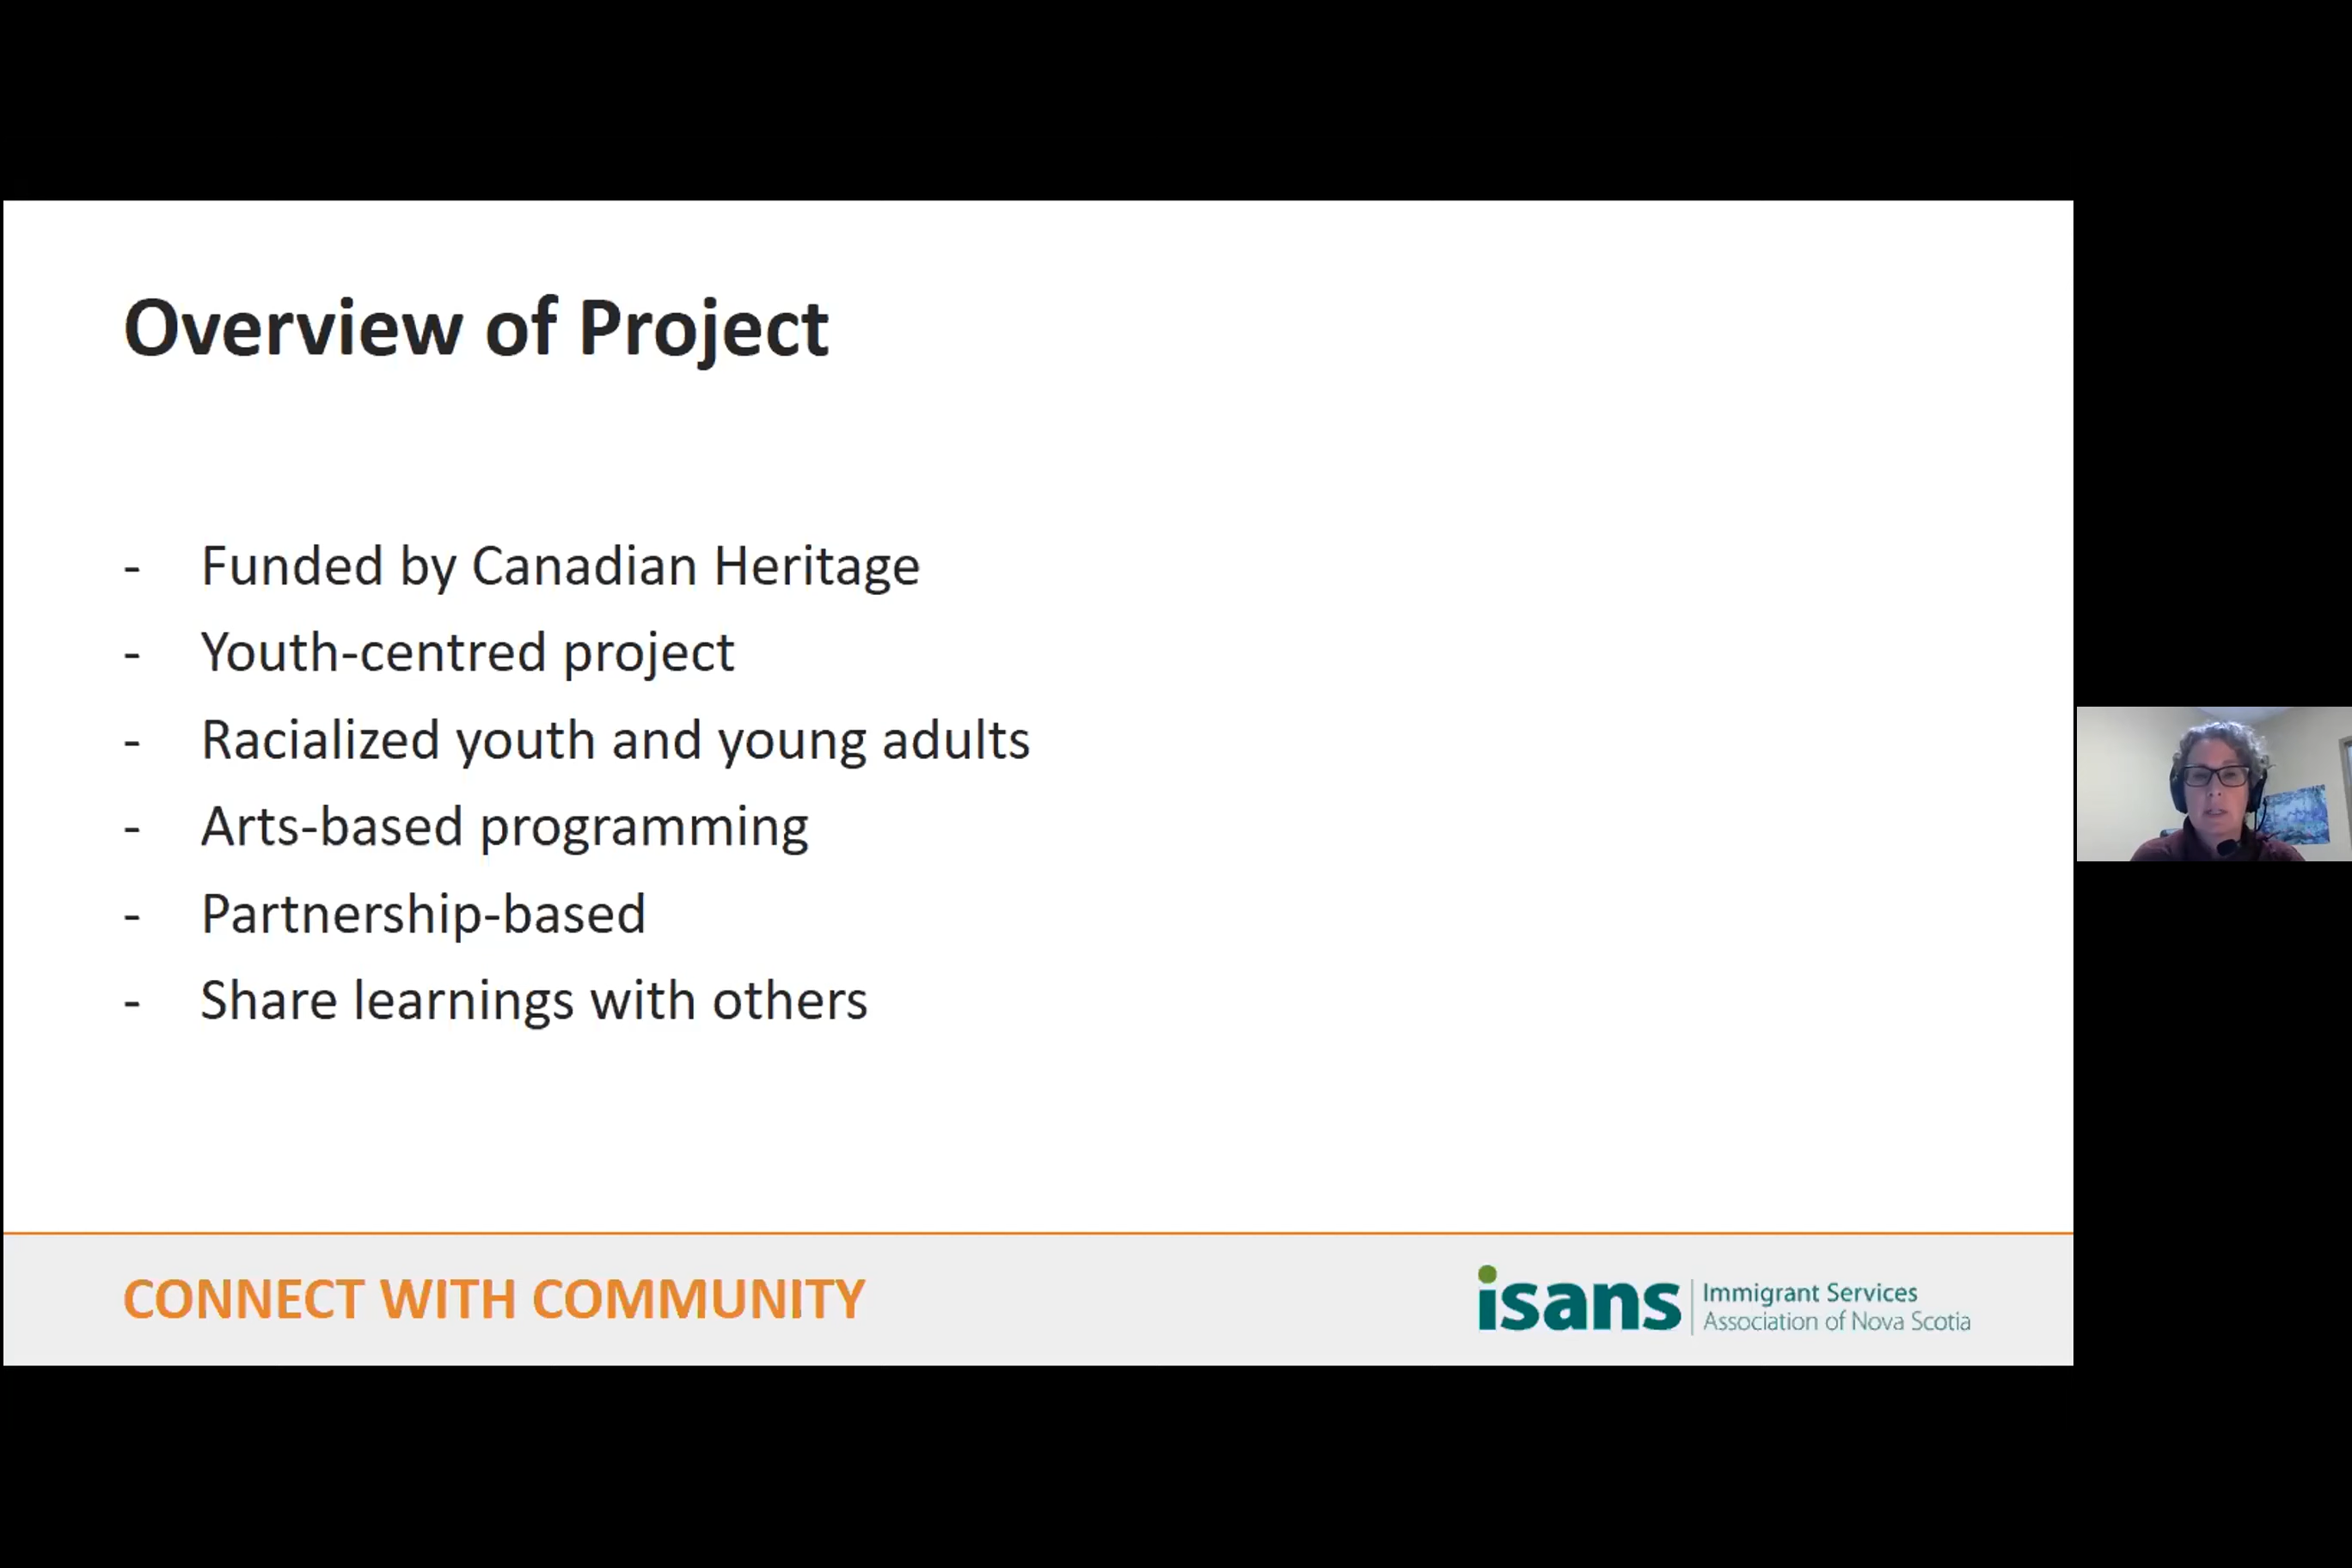 Overview of Project
- Funded by Canadian Heritage
- Youth-centred project
- Racialized youth and young adults
- Arts-based programming
- Partnership-based
- Share learnings with others
CONNECT WITH COMMUNITY
isans
Immigrant Services
Association of Nova Scotia